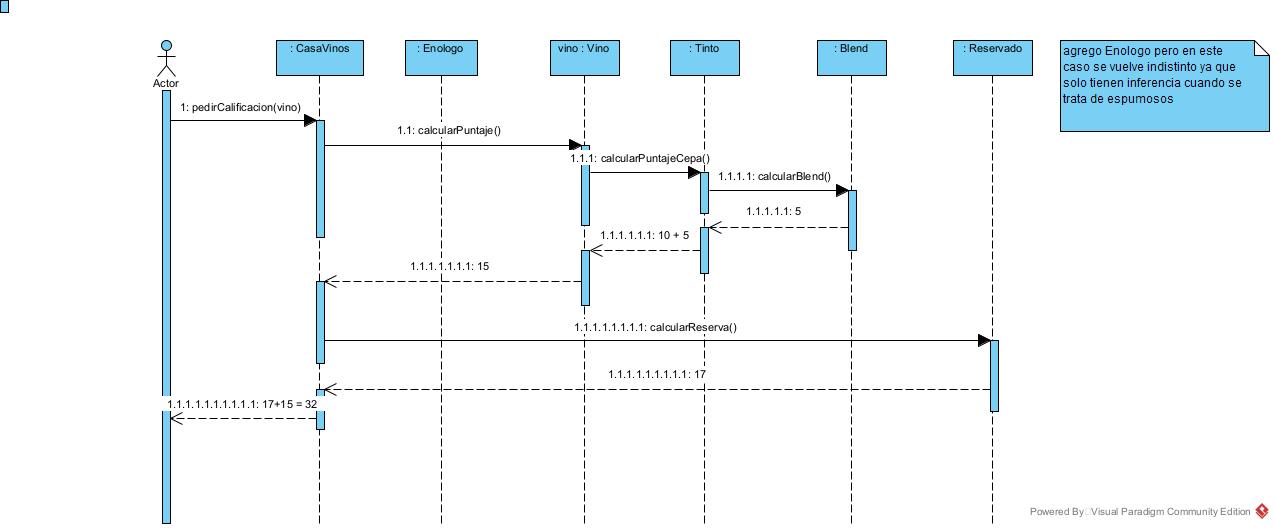 : CasaVinos
: Enologo
vino : Vino
: Tinto
: Blend
: Reservado
agrego Enologo pero en este
caso se vuelve indistinto ya que
solo tienen inferencia cuando se
trata de espumosos
Actor
1: pedirCalificacion(vino)
1.1: calcularPuntaje()
1.1.1: calcularPuntajeCepa()
1.1.1.1: calcularBlend()
1.1.1.1.1: 5
1.1.1.1.1.1: 10 + 5
1.1.1.1.1.1.1: 15
1.1.1.1.1.1.1.1: calcularReserva()
1.1.1.1.1.1.1.1.1: 17
1.1.1.1.1.1.1.1.1.1: 17+15 = 32
Powered By Visual Paradigm Community Edition